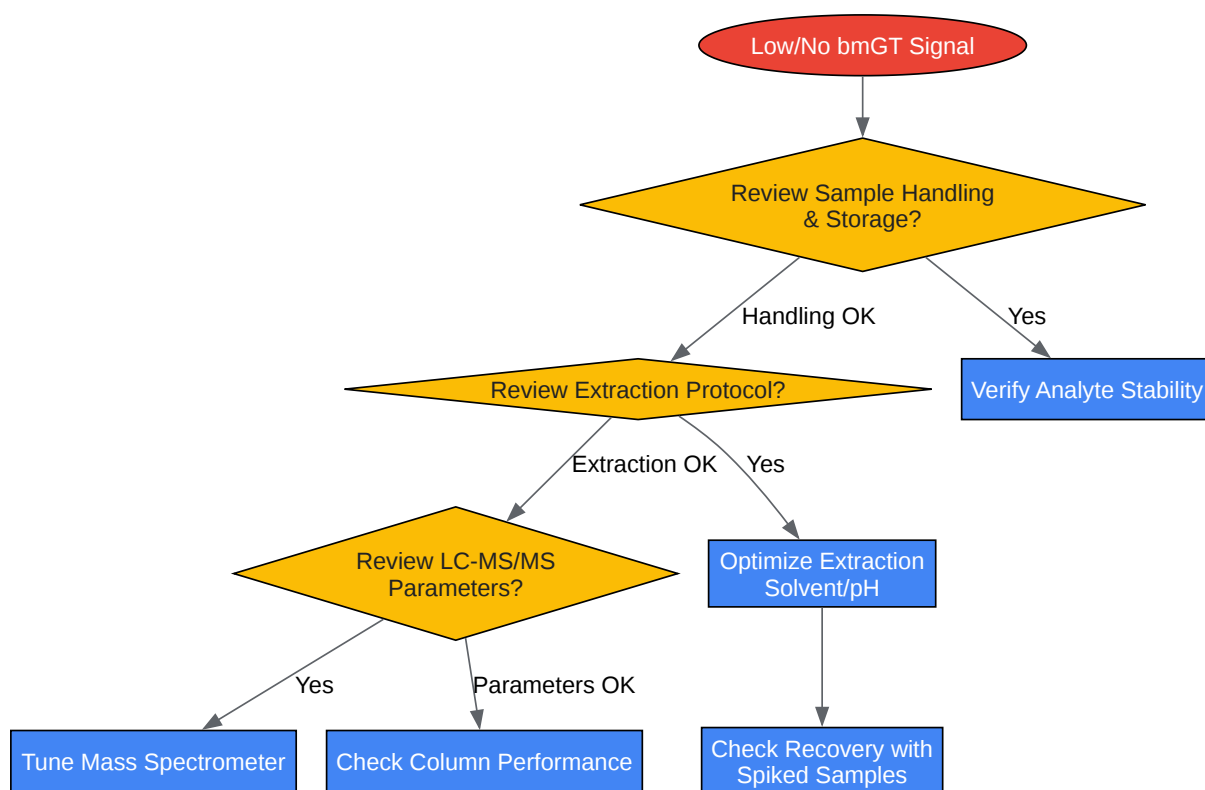 Low/No bmGT Signal
Review Sample Handling
& Storage?
Handling OK
Yes
Review Extraction Protocol?
Verify Analyte Stability
Extraction OK
Yes
Review LC-MS/MS
Parameters?
Optimize Extraction
Solvent/pH
Yes
Parameters OK
Tune Mass Spectrometer
Check Column Performance
Check Recovery with
Spiked Samples